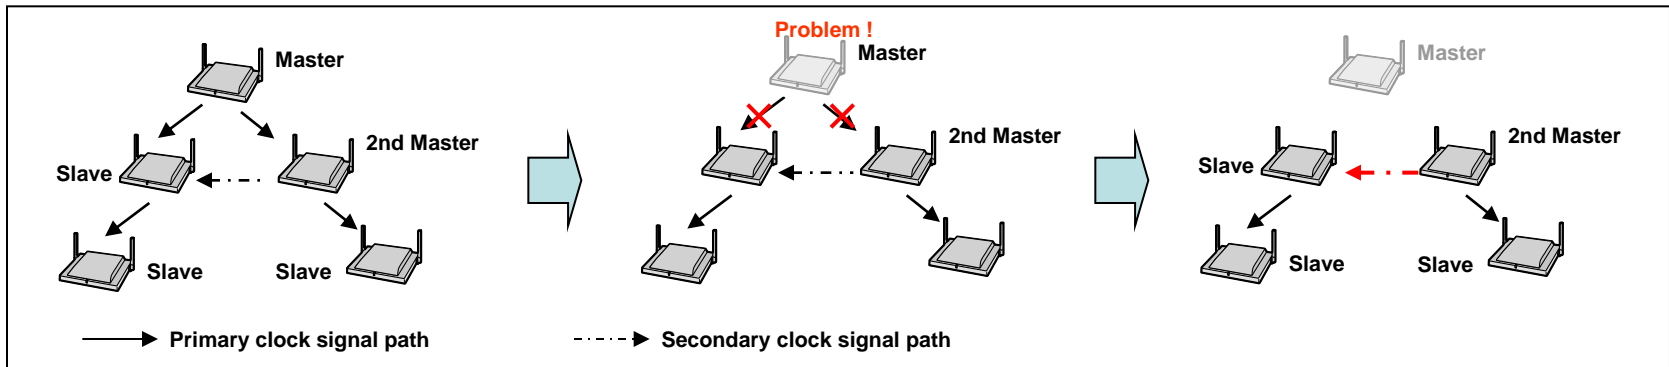 Master
2nd Master
Slave
Slave
Slave
Problem !
Master
2nd Master
Master
2nd Master
Slave
Slave
Slave
Primary clock signal path
Secondary clock signal path